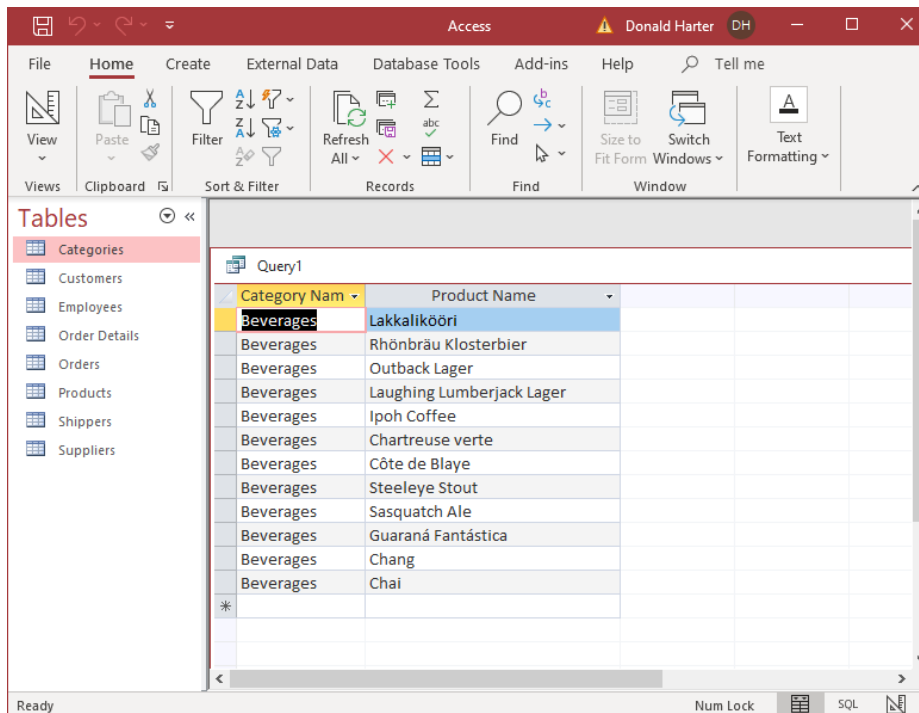 Access
Donald Harter DH
File Home Create External Data Database Tools Add-ins Help Tell me
View
Paste
Filter
Refresh All
abc
Find
Size to Fit Form
Switch Windows
Text Formatting
Views Clipboard Sort & Filter Records Find Window
Tables
Categories
Customers
Employees
Order Details
Orders
Products
Shippers
Suppliers
Query1
Category Nam Product Name
Beverages Lakkalikööri
Beverages Rhönbräu Klosterbier
Beverages Outback Lager
Beverages Laughing Lumberjack Lager
Beverages Ipoh Coffee
Beverages Chartreuse verte
Beverages Côte de Blaye
Beverages Steeleye Stout
Beverages Sasquatch Ale
Beverages Guaraná Fantástica
Beverages Chang
Beverages Chai
Ready Num Lock SQL